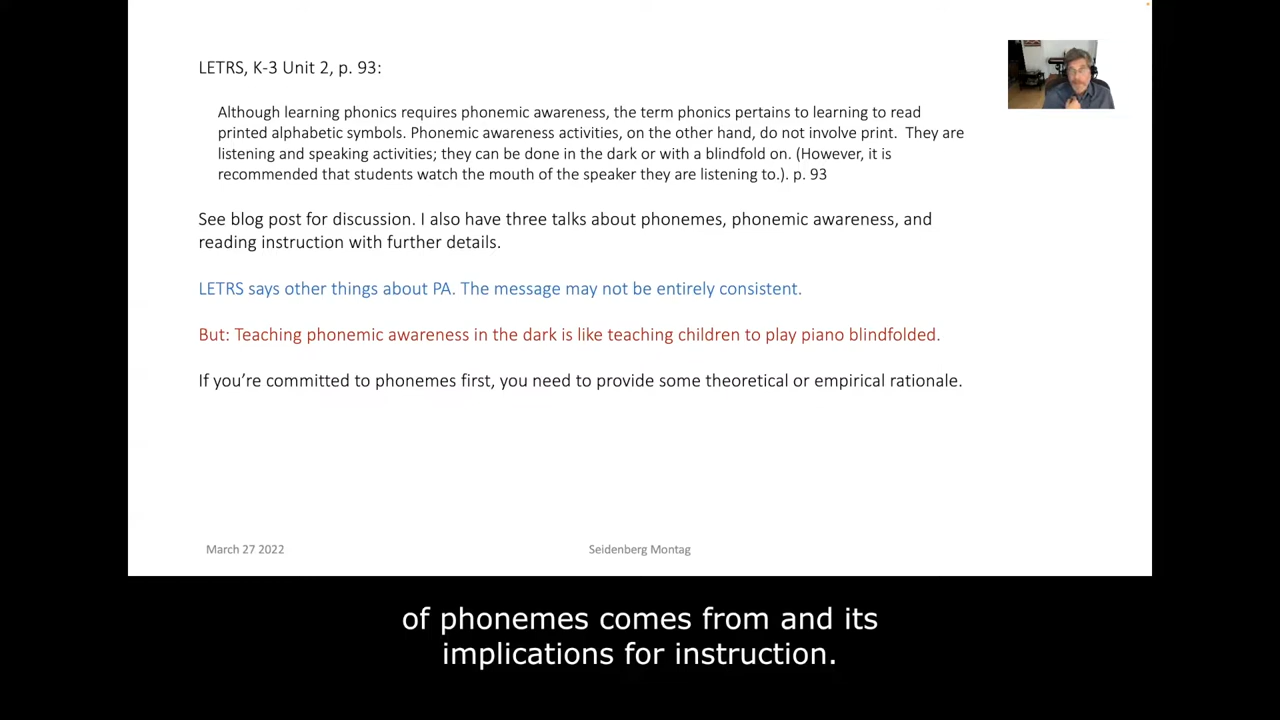 LETRS, K-3 Unit 2, p. 93:
Although learning phonics requires phonemic awareness, the term phonics pertains to learning to read
printed alphabetic symbols. Phonemic awareness activities, on the other hand, do not involve print. They are
listening and speaking activities; they can be done in the dark or with a blindfold on. (However, it is
recommended that students watch the mouth of the speaker they are listening to.). p. 93
See blog post for discussion. I also have three talks about phonemes, phonemic awareness, and
reading instruction with further details.
LETRS says other things about PA. The message may not be entirely consistent.
But: Teaching phonemic awareness in the dark is like teaching children to play piano blindfolded.
If you’re committed to phonemes first, you need to provide some theoretical or empirical rationale.
March 27 2022
Seidenberg Montag
of phonemes comes from and its
implications for instruction.